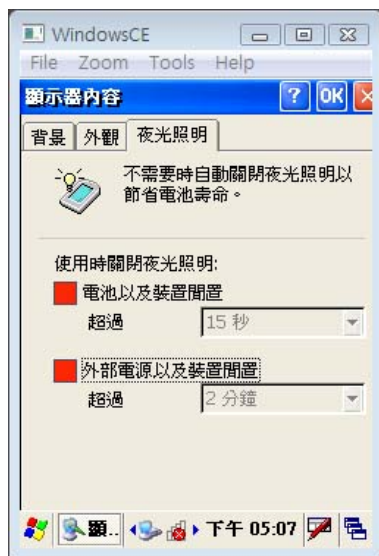 WindowsCE
File Zoom Tools Help
顯示器內容 ? OK ×
背景 外觀 夜光照明
不需要時自動關閉夜光照明以
節省電池壽命。
使用時關閉夜光照明:
電池以及裝置閒置
超過 15 秒
外部電源以及裝置閒置
超過 2 分鐘
顯.. 下午 05:07